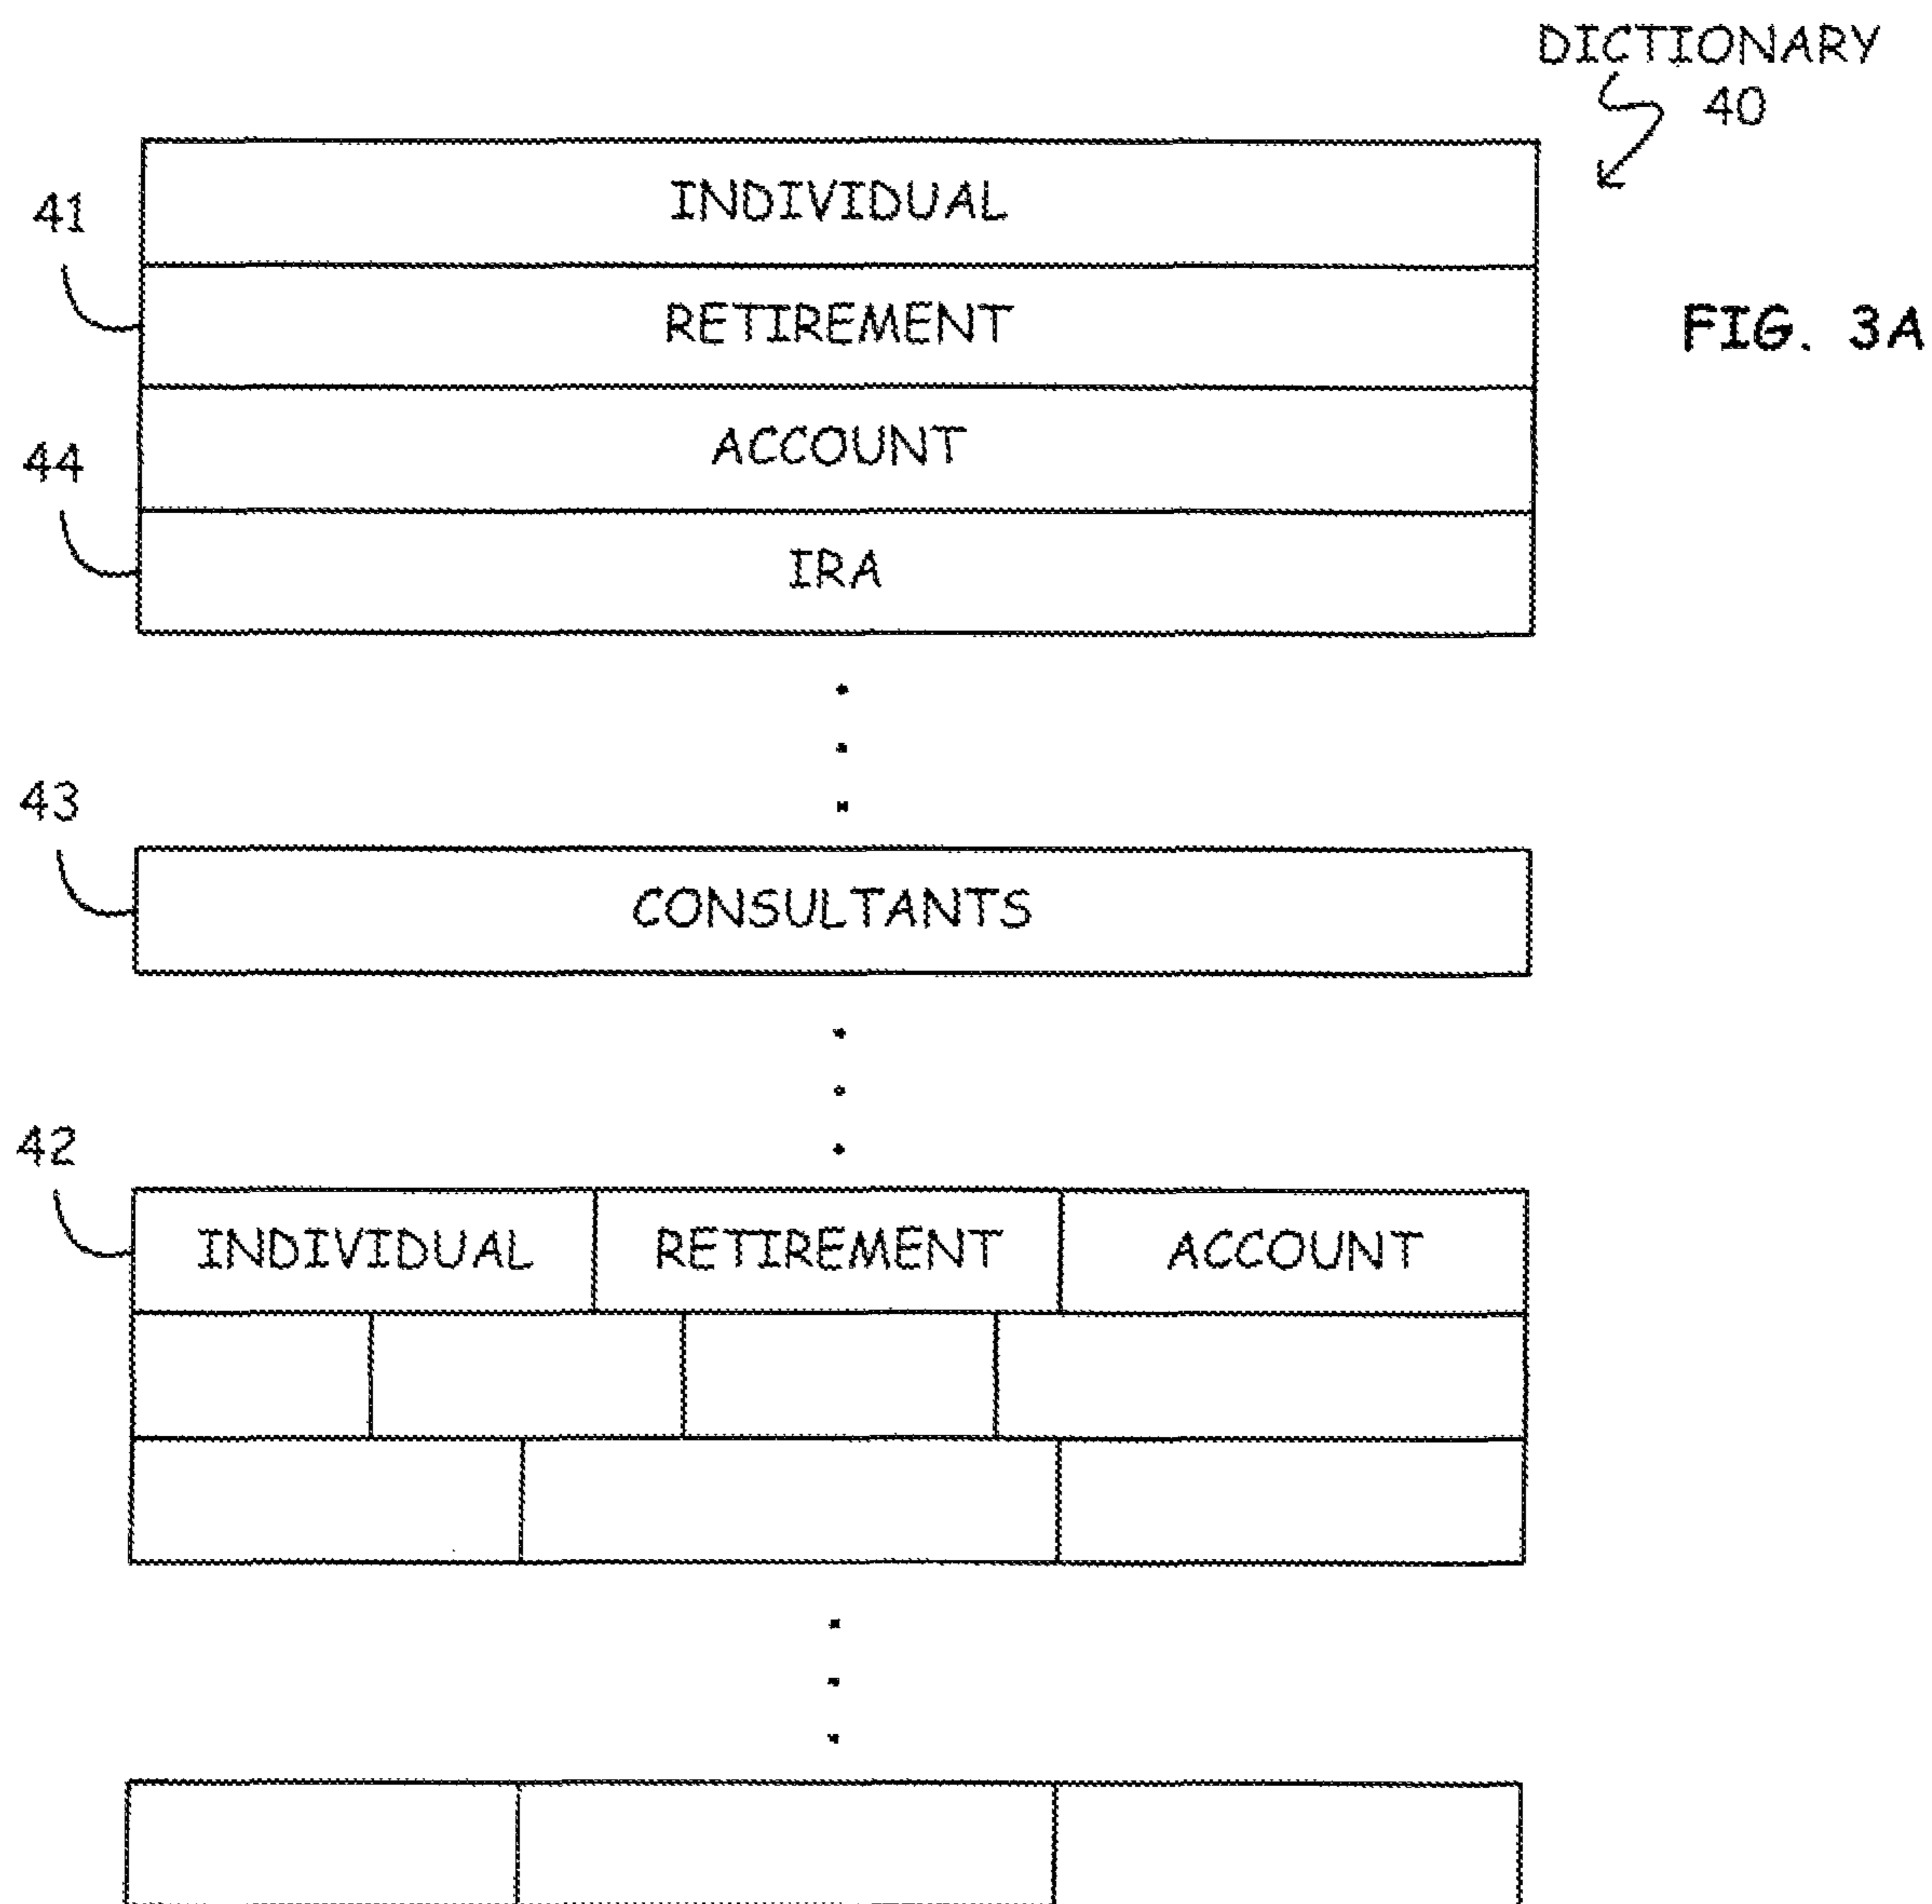 DICTIONARY
40
INDIVIDUAL
41
RETIREMENT
FIG. 3A
ACCOUNT
44
IRA
43
CONSULTANTS
42
INDIVIDUAL RETIREMENT ACCOUNT